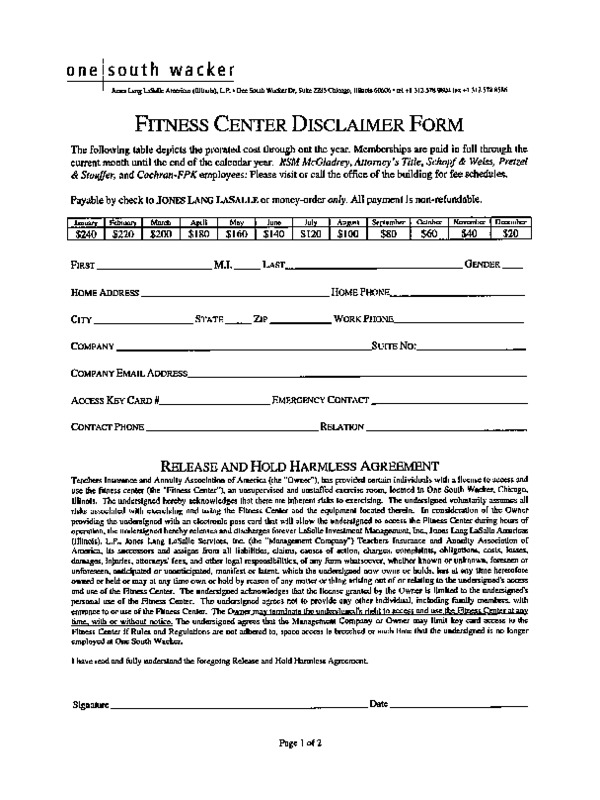 one south wacker
Jones Lang LaSalle Americas (Illinois), L.P. • One South Wacker Dr, Suite Chicago, Illinois 60606 • tel +1 312 fax +1 312
FITNESS CENTER DISCLAIMER FORM
The following table depicts the prorated cost through out the year. Memberships are paid in full through the
current month until the end of the calendar year. RSM McGladrey, Attorney's Title, Schopf & Weiss, Pretzel
& Stouffer, and Cochran-FPK employees: Please visit or call the office of the building for fee schedules.
Payable by check to JONES LANG LASALLE or money-order only. All payment is non-refundable.
January February March April May June July August September October November December
$240 $220 $200 $180 $160 $140 $120 $100 $80 $60 $40 $20
FIRST M.I. LAST GENDER
HOME ADDRESS HOME PHONE
CITY STATE ZIP WORK PHONE
COMPANY SUITE NO:
COMPANY EMAIL ADDRESS
ACCESS KEY CARD # EMERGENCY CONTACT
CONTACT PHONE RELATION
RELEASE AND HOLD HARMLESS AGREEMENT
Teachers Insurance and Annuity Association of America (the "Owner"), has provided certain individuals with a license to access and
use the fitness center (the "Fitness Center"), an unsupervised and unstaffed exercise room, located in One South Wacker, Chicago,
Illinois. The undersigned hereby acknowledges that there are inherent risks to exercising. The undersigned voluntarily assumes all
risks associated with exercising and using the Fitness Center and the equipment located therein. In consideration of the Owner
providing the undersigned with an electronic pass card that will allow the undersigned to access the Fitness Center during hours of
operation, the undersigned hereby releases and discharges forever LaSalle Investment Management, Inc., Jones Lang LaSalle Americas
(Illinois), L.P., Jones Lang LaSalle Services, Inc. (the "Management Company") Teachers Insurance and Annuity Association of
America, its successors and assigns from all liabilities, claims, causes of action, charges, complaints, obligations, costs, losses,
damages, injuries, attorneys' fees, and other legal responsibilities, of any form whatsoever, whether known or unknown, foreseen or
unforeseen, anticipated or unanticipated, manifest or latent, which the undersigned now owns or holds, has at any time heretofore
owned or held or may at any time own or hold by reason of any matter or thing arising out of or relating to the undersigned's access
and use of the Fitness Center. The undersigned acknowledges that the license granted by the Owner is limited to the undersigned's
personal use of the Fitness Center. The undersigned agrees not to provide any other individual, including family members, with
entrance to or use of the Fitness Center. The Owner may terminate the undersigned's right to access and use the Fitness Center at any
time, with or without notice. The undersigned agrees that the Management Company or Owner may limit key card access to the
Fitness Center if Rules and Regulations are not adhered to, space access is breached or such time that the undersigned is no longer
employed at One South Wacker.
I have read and fully understand the foregoing Release and Hold Harmless Agreement.
Signature Date
Page 1 of 2